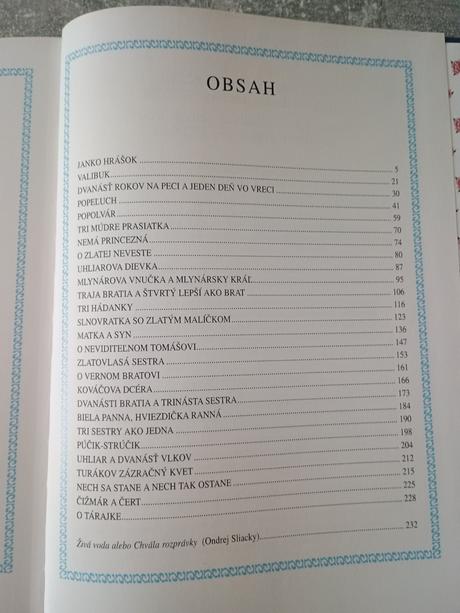 OBSAH
JANKO HRÁŠOK 5
VALIBUK 21
DVANÁSŤ ROKOV NA PECI A JEDEN DEŇ VO VRECI 30
POPELUCH 41
POPOLVÁR 59
TRI MÚDRE PRASIATKA 70
NEMÁ PRINCEZNÁ 74
O ZLATEJ NEVESTE 80
UHLIAROVA DIEVKA 87
MLYNÁROVA VNUČKA A MLYNÁRSKY KRÁĽ 95
TRAJA BRATIA A ŠTVRTÝ LEPŠÍ AKO BRAT 106
TRI HÁDANKY 116
SLNOVRATKA SO ZLATÝM MALÍČKOM 123
MATKA A SYN 136
O NEVIDITEĽNOM TOMÁŠOVI 147
ZLATOVLASÁ SESTRA 153
O VERNOM BRATOVI 161
KOVÁČOVA DCÉRA 166
DVANÁSTI BRATIA A TRINÁSTA SESTRA 173
BIELA PANNA, HVIEZDIČKA RANNÁ 184
TRI SESTRY AKO JEDNA 190
PÚČIK-STRÚČIK 198
UHLIAR A DVANÁSŤ VLKOV 204
TURÁKOV ZÁZRAČNÝ KVET 212
NECH SA STANE A NECH TAK OSTANE 215
ČIŽMÁR A ČERT 225
O TÁRAJKE 228
Živá voda alebo Chvála rozprávky (Ondrej Sliacky) 232